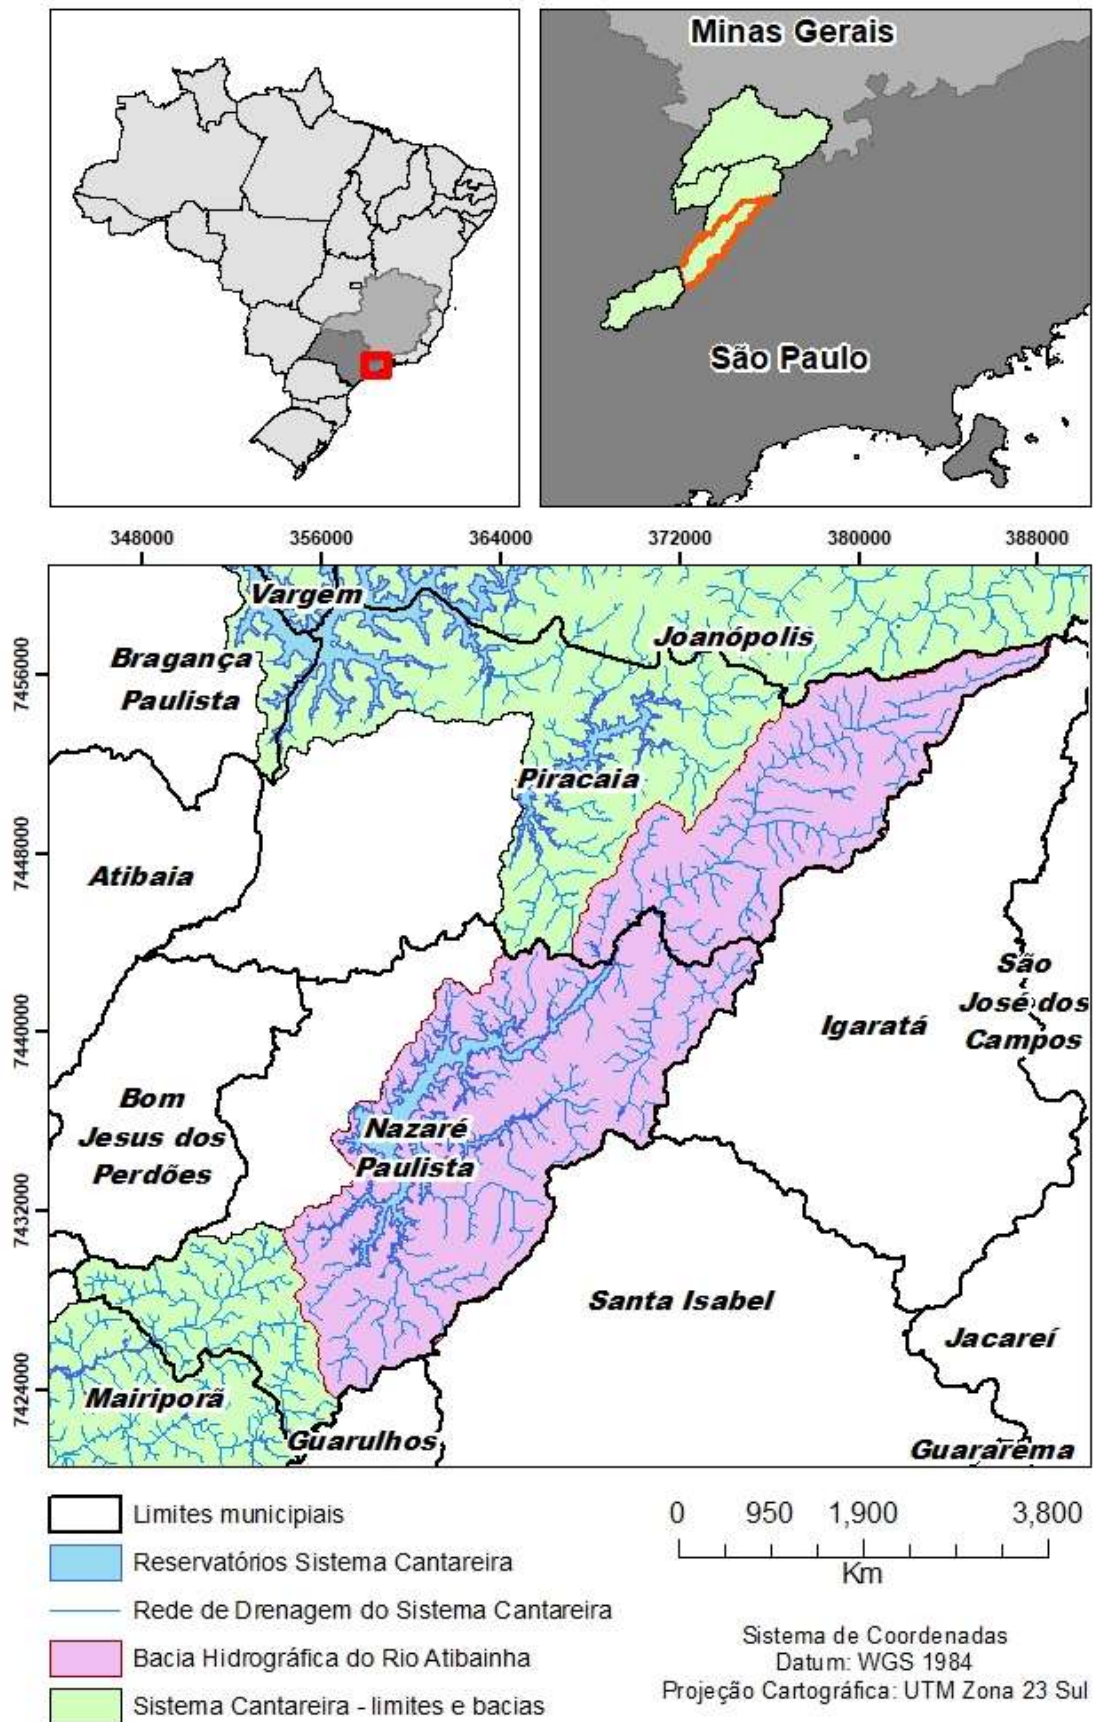 Minas Gerais
São Paulo
348000 356000 364000 372000 380000 388000
7456000
7448000
7440000
7432000
7424000
Vargem
Joanópolis
Bragança
Paulista
Piracaia
Atibaia
São
José dos
Campos
Igaratá
Bom
Jesus dos
Perdões
Nazaré
Paulista
Santa Isabel
Jacareí
Mairiporã
Guarulhos
Guararema
Limites municipiais
Reservatórios Sistema Cantareira
Rede de Drenagem do Sistema Cantareira
Bacia Hidrográfica do Rio Atibainha
Sistema Cantareira - limites e bacias
0 950 1,900 3,800
Km
Sistema de Coordenadas
Datum: WGS 1984
Projeção Cartográfica: UTM Zona 23 Sul